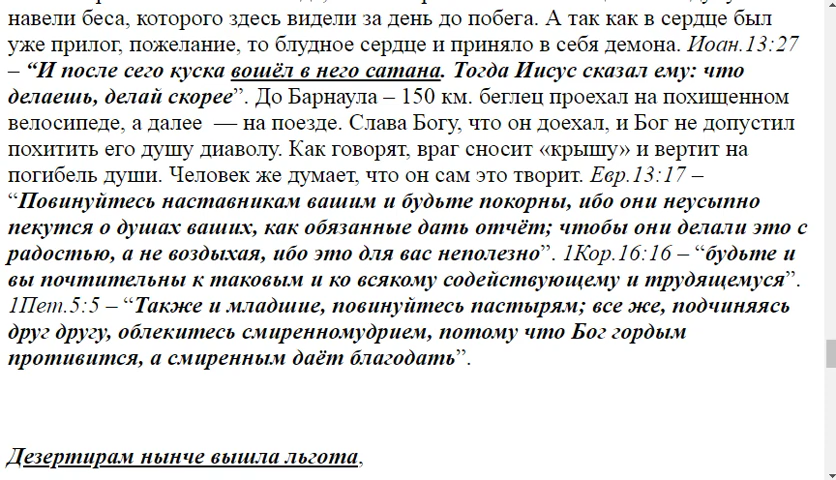 навели беса, которого здесь видели за день до побега. А так как в сердце был
уже прилог, пожелание, то блудное сердце и приняло в себя демона. Иоан.13:27
– “И после сего куска вошёл в него сатана. Тогда Иисус сказал ему: что
делаешь, делай скорее”. До Барнаула – 150 км. беглец проехал на похищенном
велосипеде, а далее — на поезде. Слава Богу, что он доехал, и Бог не допустил
похитить его душу диаволу. Как говорят, враг сносит «крышу» и вертит на
погибель души. Человек же думает, что он сам это творит. Евр.13:17 –
“Повинуйтесь наставникам вашим и будьте покорны, ибо они неусыпно
пекутся о душах ваших, как обязанные дать отчёт; чтобы они делали это с
радостью, а не воздыхая, ибо это для вас неполезно”. 1Кор.16:16 – “будьте и
вы почтительны к таковым и ко всякому содействующему и трудящемуся”.
1Пет.5:5 – “Также и младшие, повинуйтесь пастырям; все же, подчиняясь
друг другу, облекитесь смиренномудрием, потому что Бог гордым
противится, а смиренным даёт благодать”.
Дезертирам нынче вышла льгота,